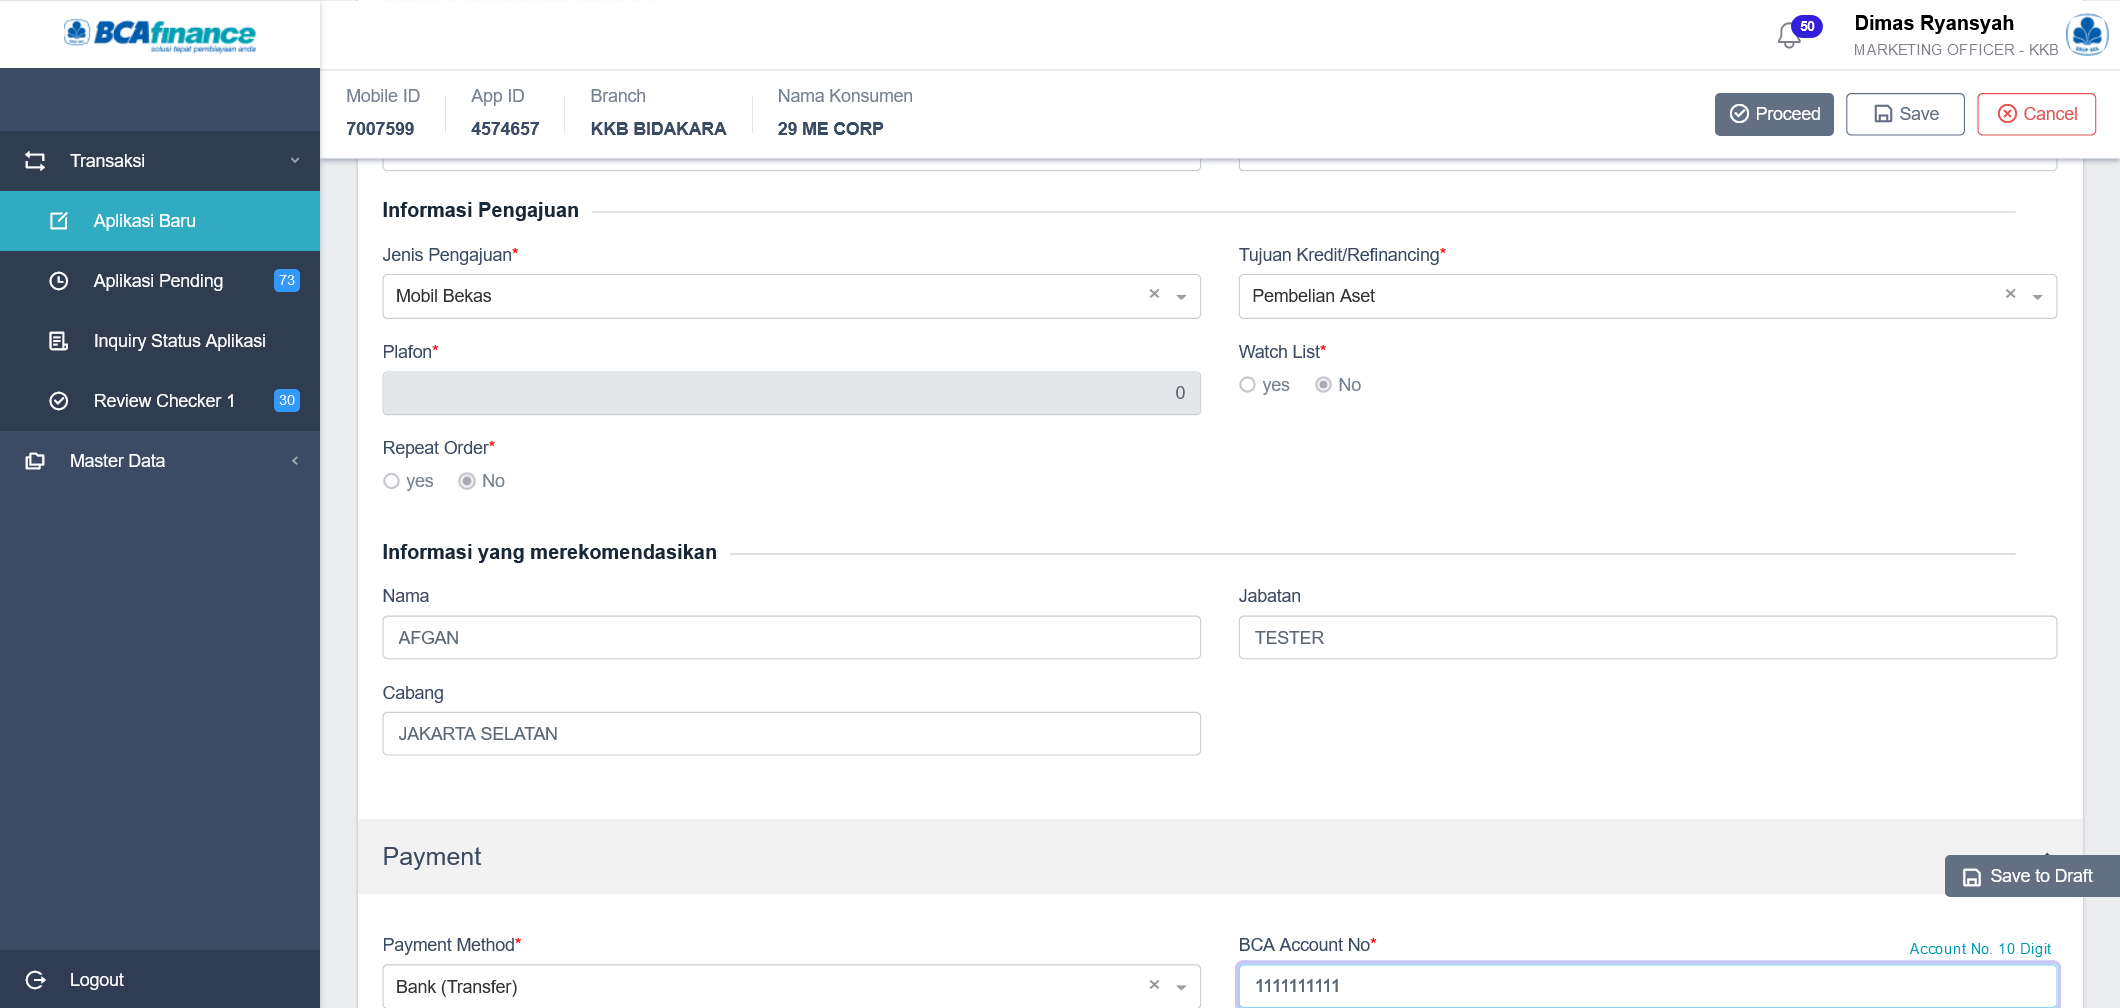 BCAfinance
solusi tepat pembiayaan anda
50
Dimas Ryansyah
MARKETING OFFICER - KKB
Mobile ID
7007599
App ID
4574657
Branch
KKB BIDAKARA
Nama Konsumen
29 ME CORP
Proceed
Save
Cancel
Transaksi
Aplikasi Baru
Aplikasi Pending 73
Inquiry Status Aplikasi
Review Checker 1 30
Master Data
Logout
Informasi Pengajuan
Jenis Pengajuan*
Mobil Bekas
Tujuan Kredit/Refinancing*
Pembelian Aset
Plafon*
0
Watch List*
yes No
Repeat Order*
yes No
Informasi yang merekomendasikan
Nama
AFGAN
Jabatan
TESTER
Cabang
JAKARTA SELATAN
Payment
Save to Draft
Payment Method*
Bank (Transfer)
BCA Account No*
Account No. 10 Digit
1111111111